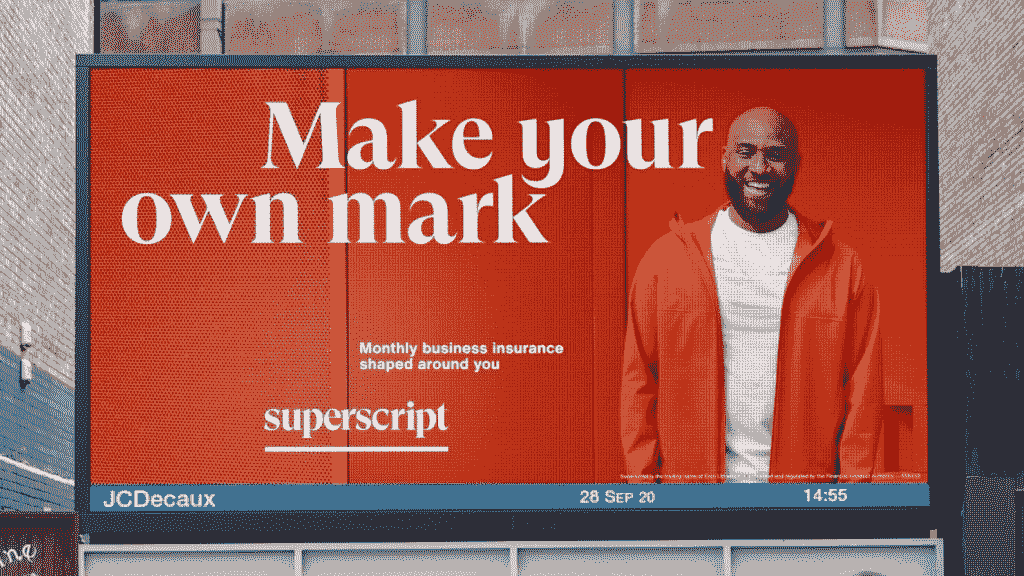 Make your
own mark
Monthly business insurance
shaped around you
superscript
JCDecaux
28 SEP 20
14:55